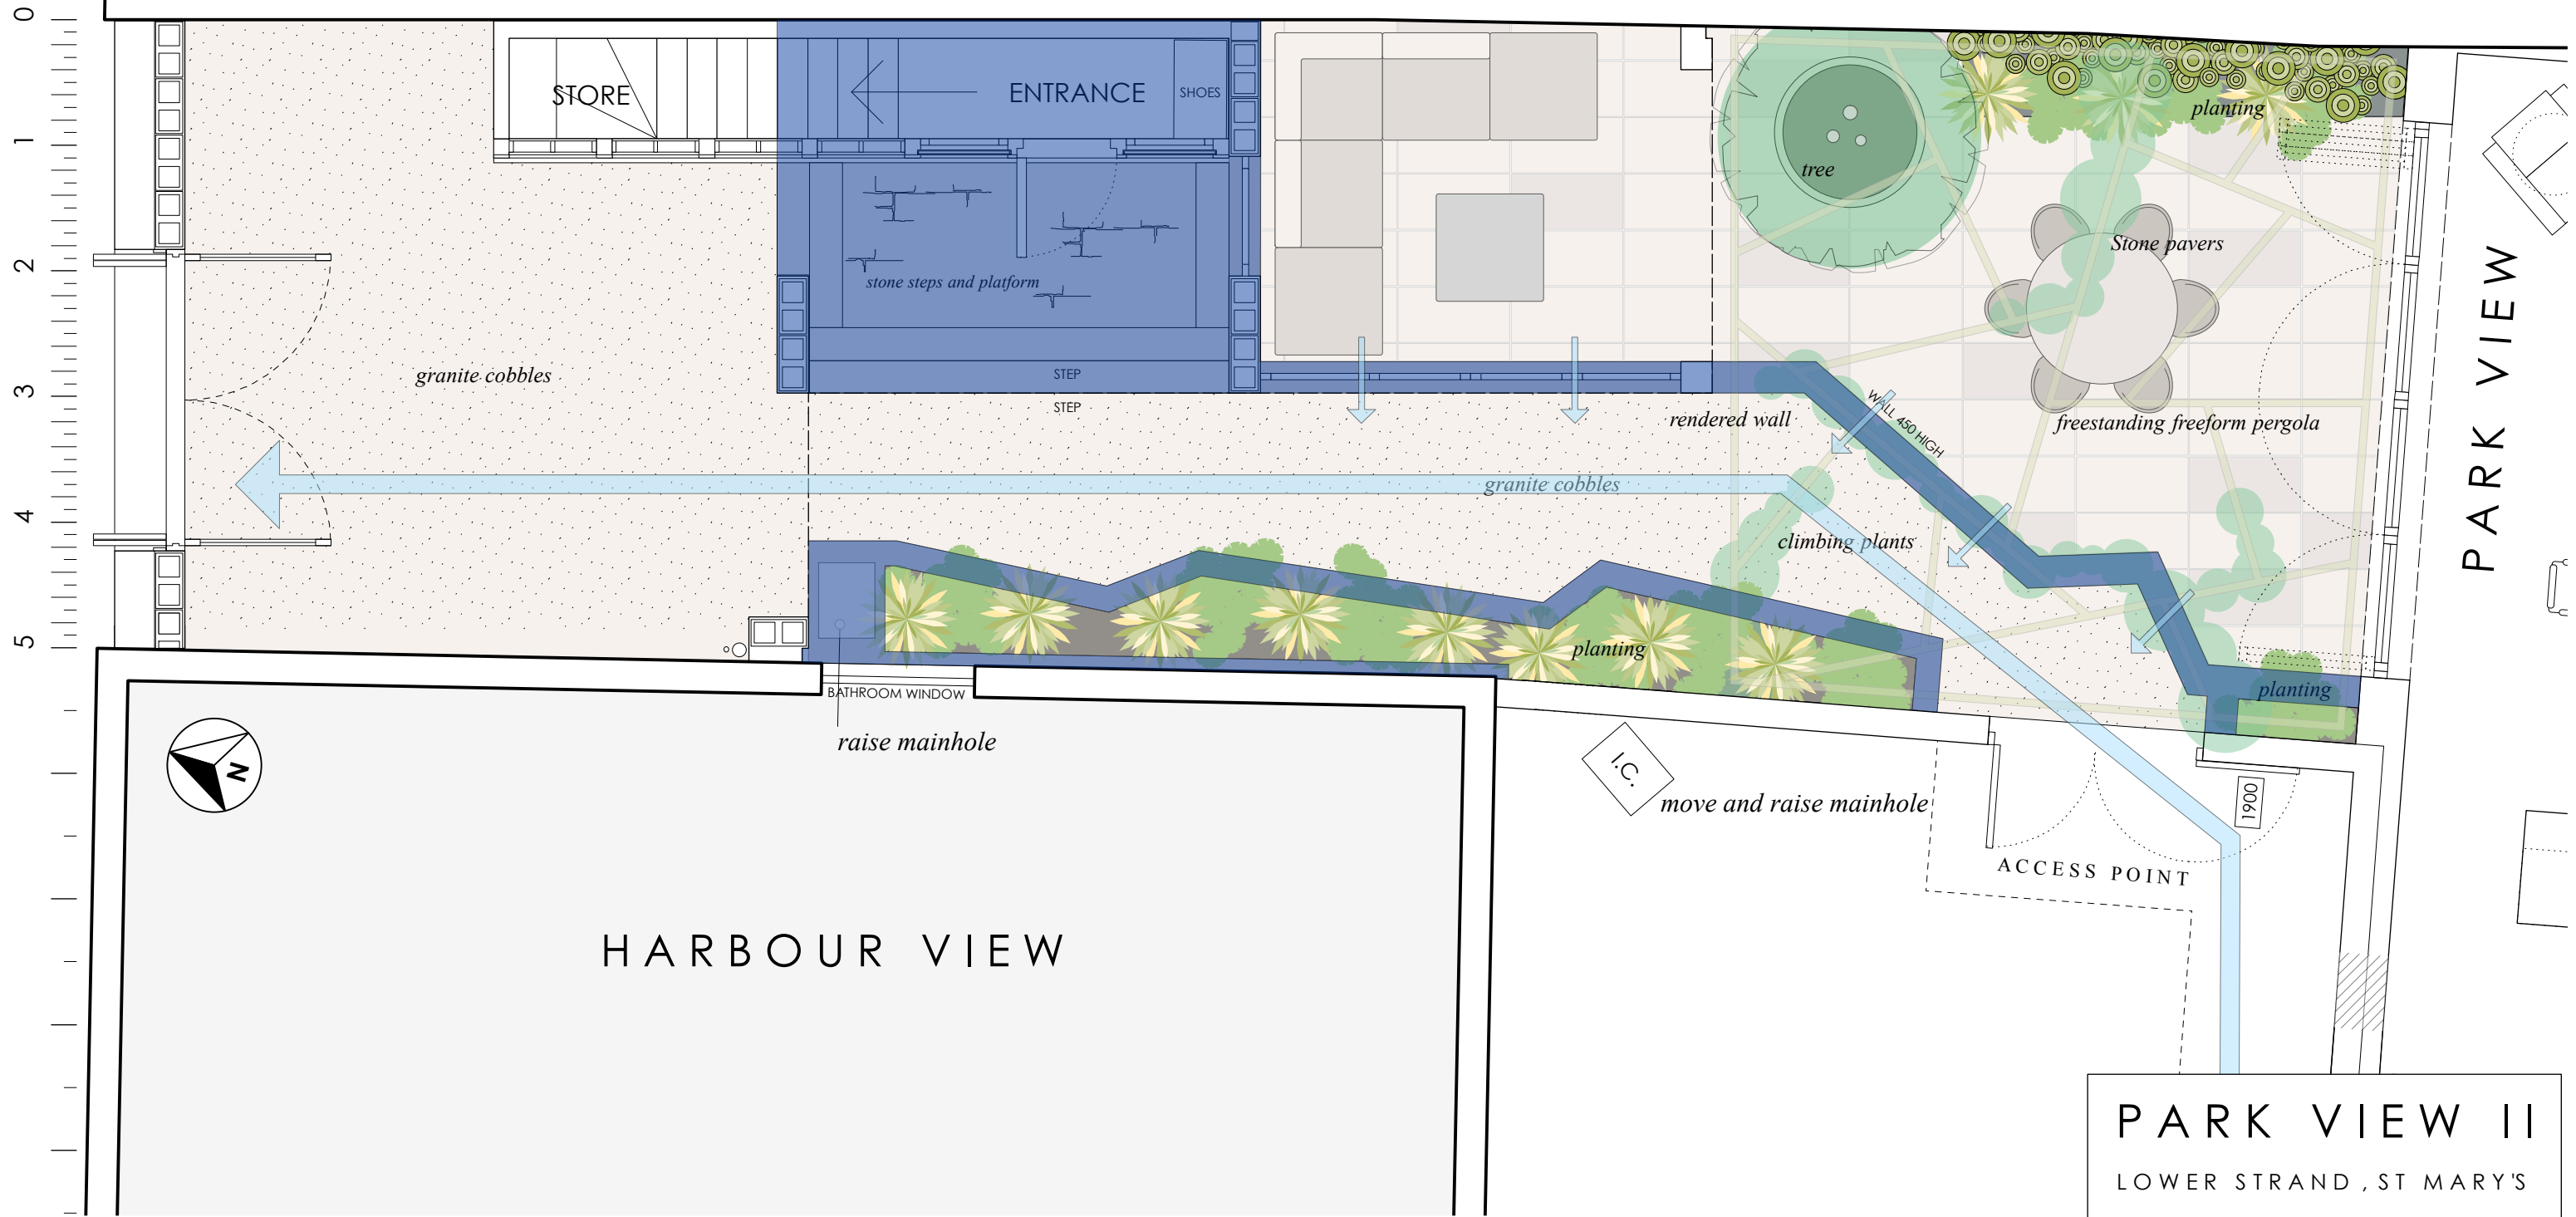 0
1
2
3
4
5
STORE
ENTRANCE
SHOES
planting
tree
Stone pavers
stone steps and platform
granite cobbles
STEP
STEP
WALL 450 HIGH
rendered wall
freestanding freeform pergola
PARK VIEW
granite cobbles
climbing plants
planting
planting
BATHROOM WINDOW
raise mainhole
N
I.C.
move and raise mainhole
1900
ACCESS POINT
HARBOUR VIEW
PARK VIEW II
LOWER STRAND, ST MARY'S